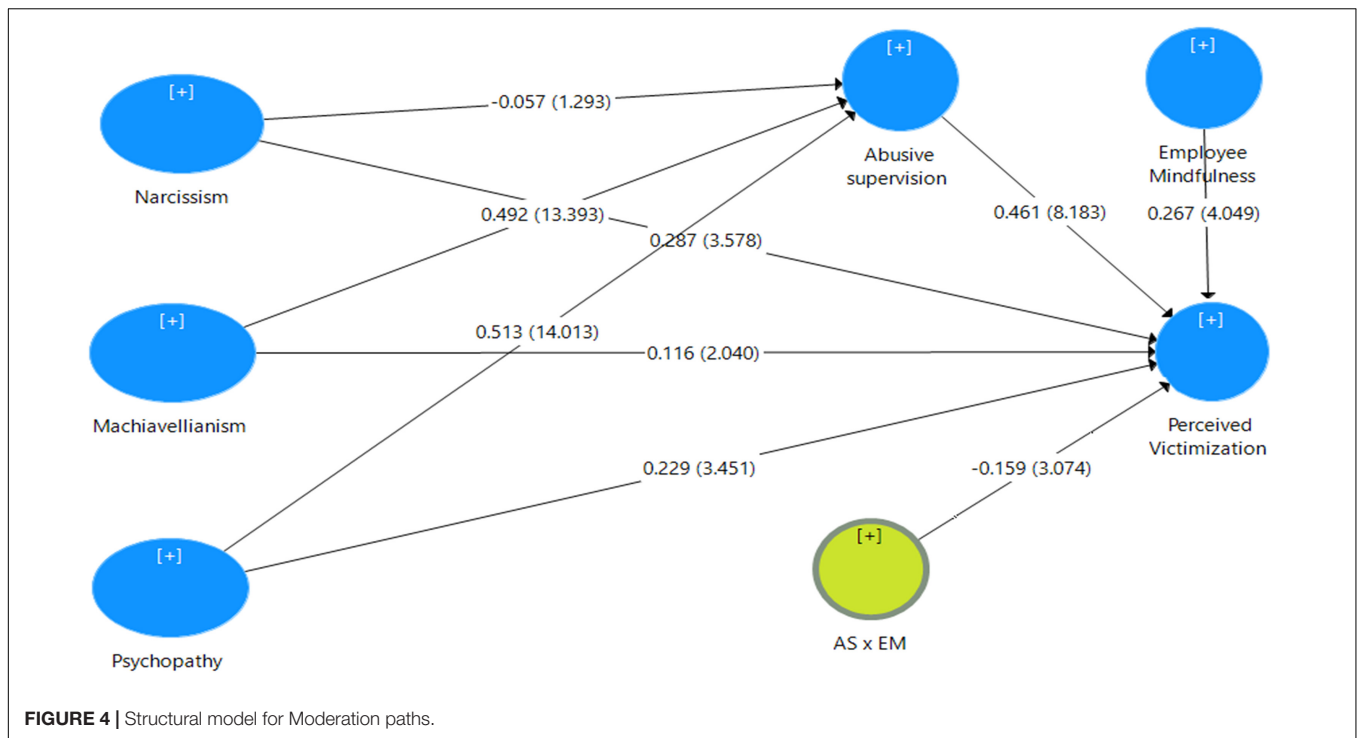 [+]
[+]
[+]
-0.057 (1.293)
Narcissism
Abusive
supervision
Employee
Mindfulness
0.492 (13.393)
0.287 (3.578)
0.461 (8.183)
0.267 (4.049)
[+]
[+]
0.513 (14.013)
0.116 (2.040)
Machiavellianism
Perceived
Victimization
0.229 (3.451)
-0.159 (3.074)
[+]
[+]
Psychopathy
AS x EM
FIGURE 4 | Structural model for Moderation paths.